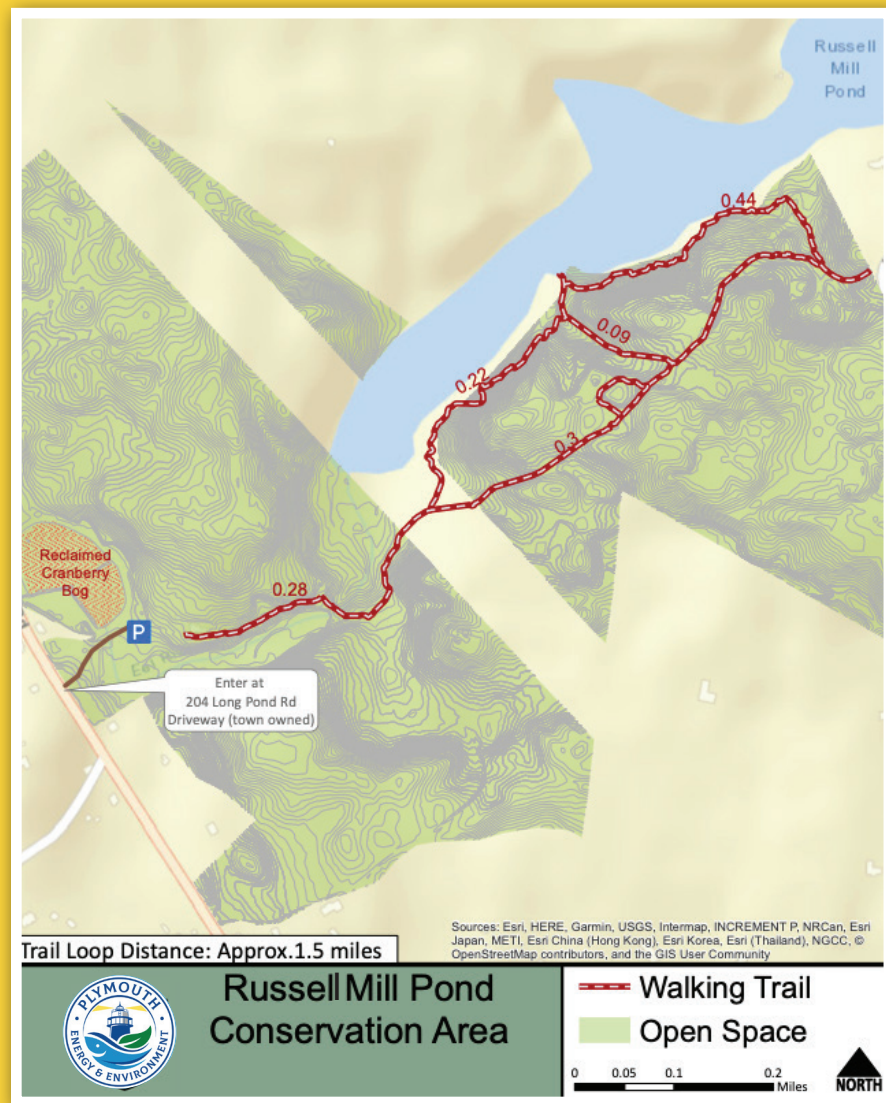 Russell
Mill
Pond
0.44
0.09
0.22
0.3
0.28
Reclaimed
Cranberry
Bog
P
Enter at
204 Long Pond Rd
Driveway (town owned)
Sources: Esri, HERE, Garmin, USGS, Intermap, INCREMENT P, NRCan, Esri
Japan, METI, Esri China (Hong Kong), Esri Korea, Esri (Thailand), NGCC, ©
OpenStreetMap contributors, and the GIS User Community
Trail Loop Distance: Approx.1.5 miles
PLYMOUTH
ENERGY & ENVIRONMENT
Russell Mill Pond
Conservation Area
Walking Trail
Open Space
0 0.05 0.1 0.2
Miles
NORTH